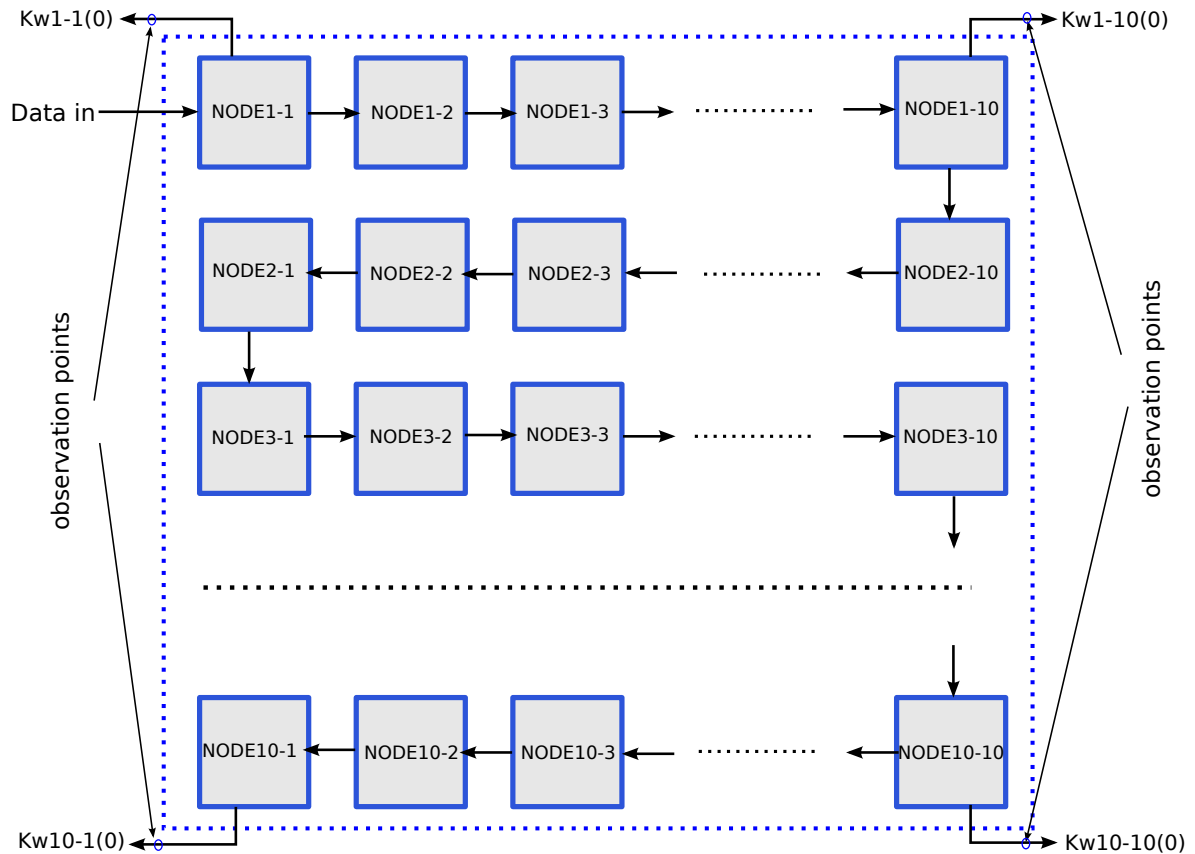 Kw1-1(0)
Kw1-10(0)
Data in
NODE1-1
NODE1-2
NODE1-3
NODE1-10
NODE2-1
NODE2-2
NODE2-3
NODE2-10
observation points
observation points
NODE3-1
NODE3-2
NODE3-3
NODE3-10
NODE10-1
NODE10-2
NODE10-3
NODE10-10
Kw10-1(0)
Kw10-10(0)